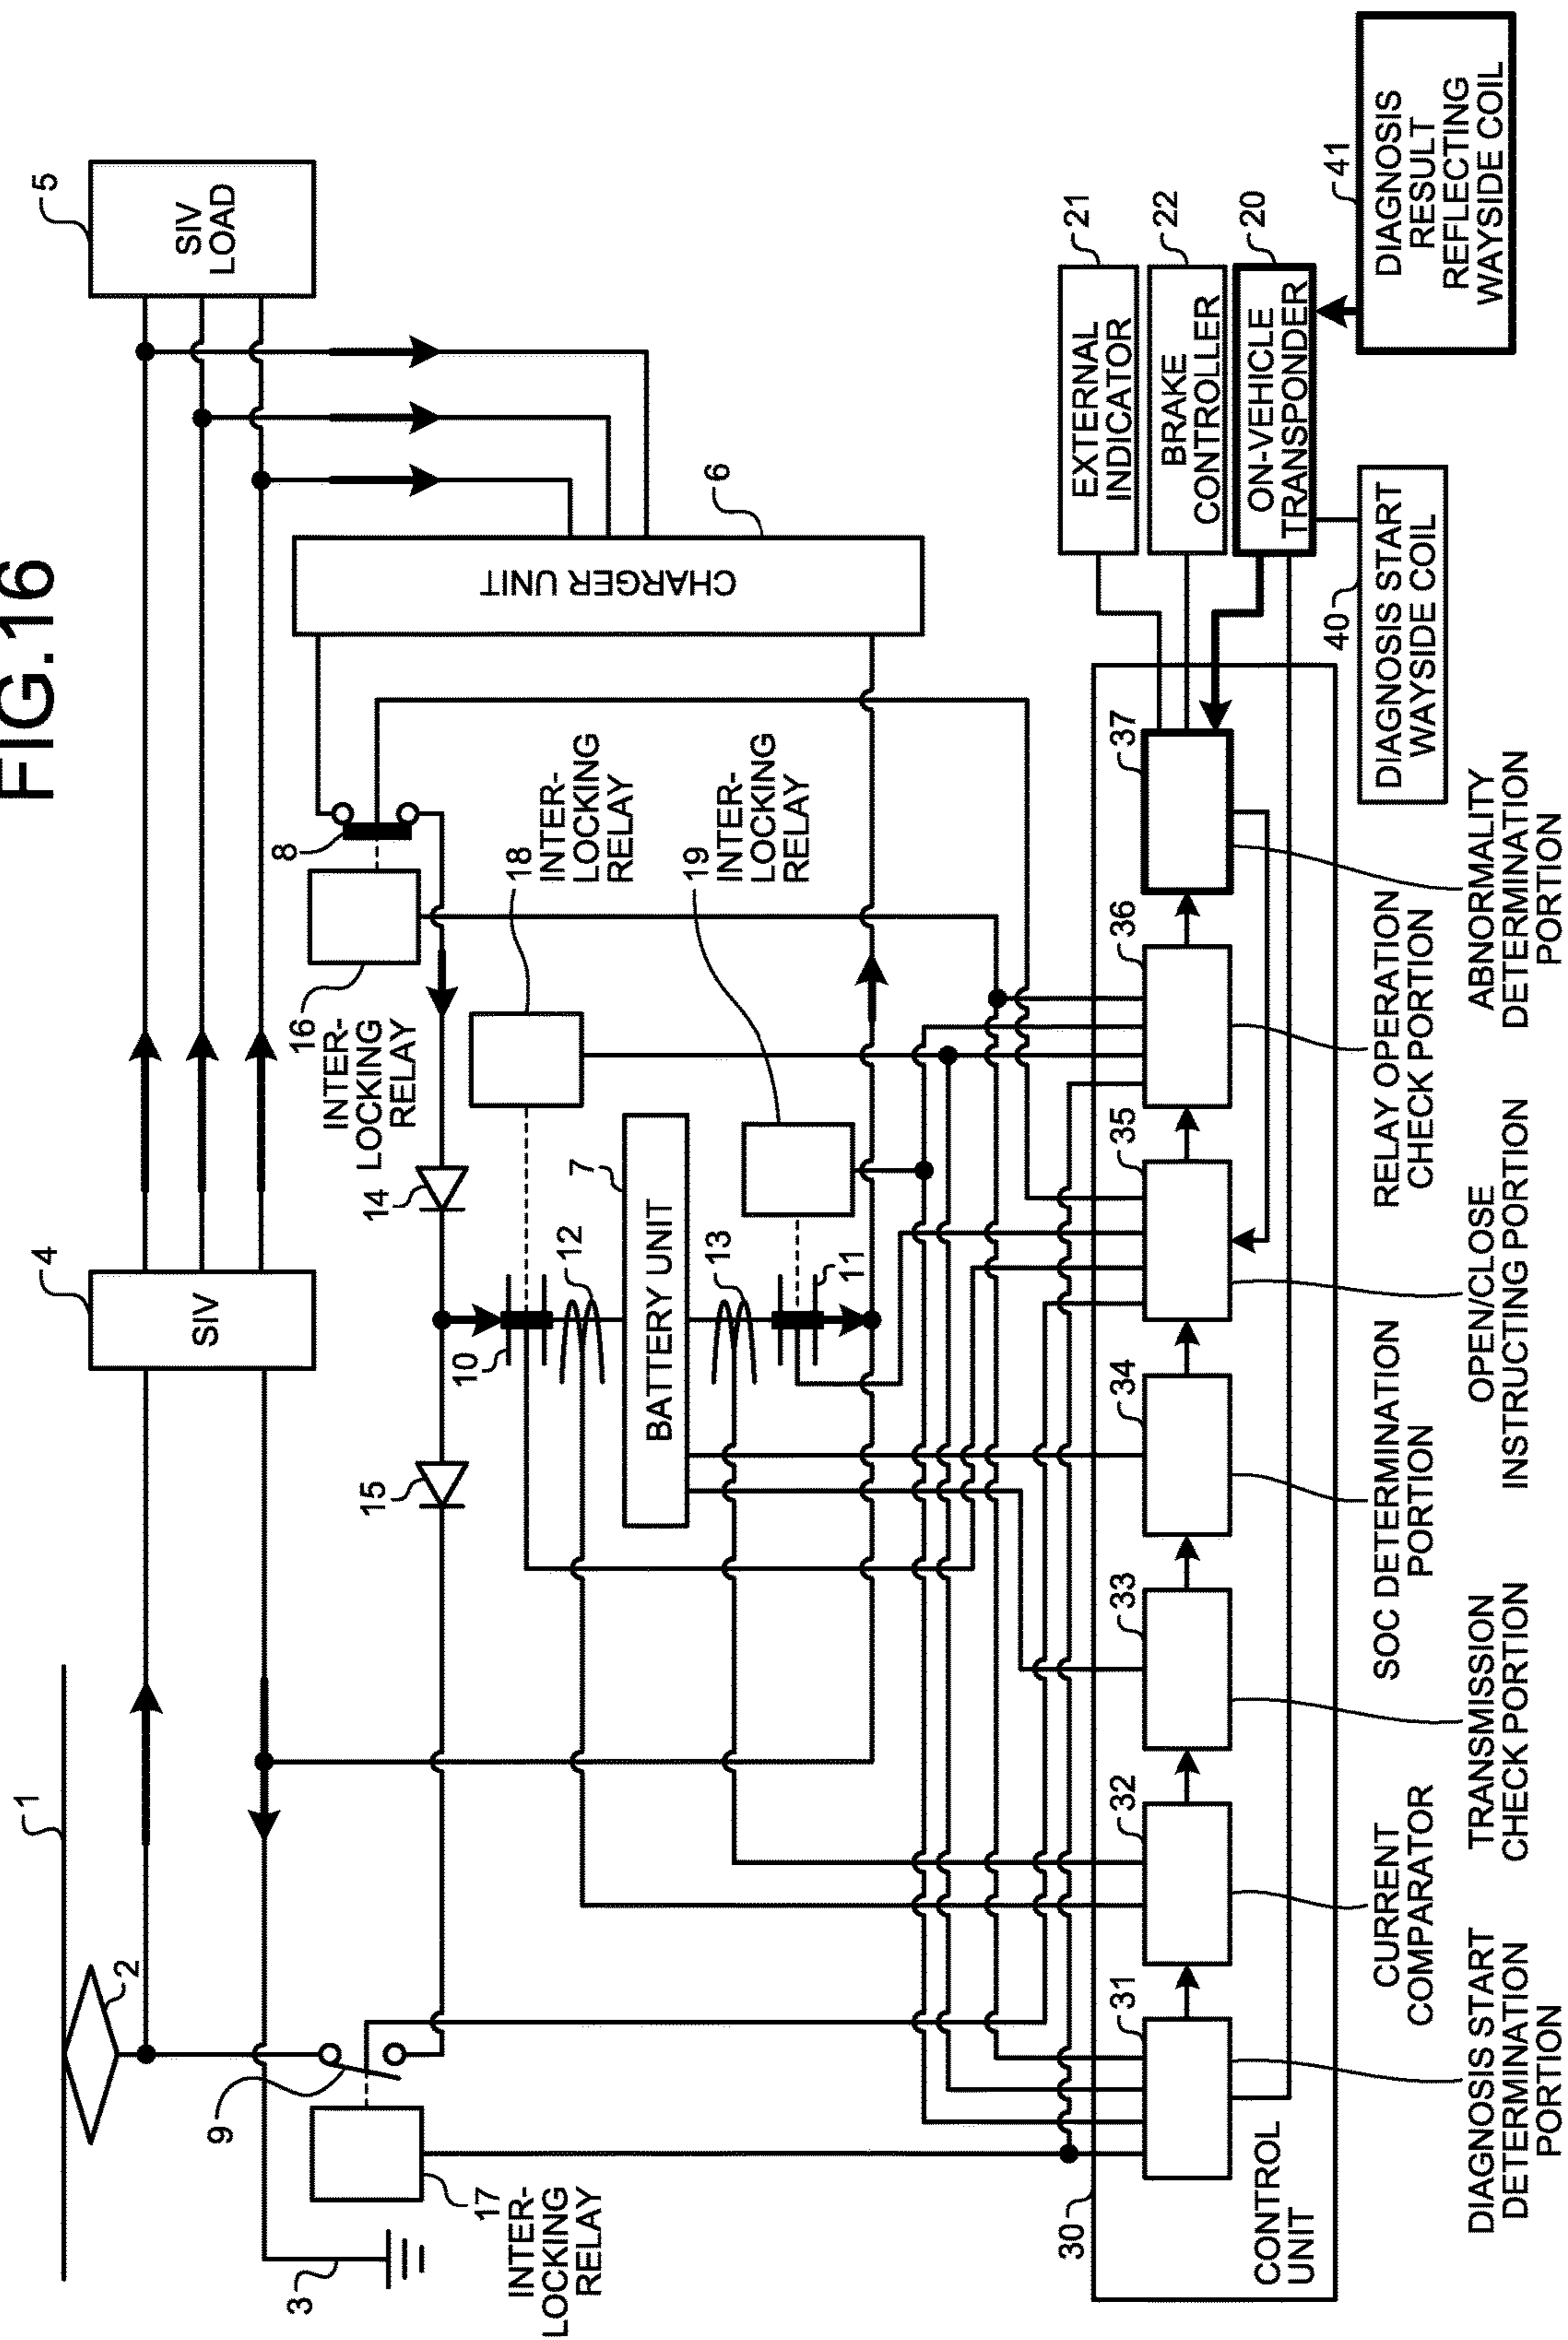 FIG.16
1
2
3
4
SIV
5
SIV
LOAD
6
CHARGER UNIT
8
9
16
INTER-
LOCKING
RELAY
17
INTER-
LOCKING
RELAY
18
INTER-
LOCKING
RELAY
19
INTER-
LOCKING
RELAY
14
15
10
12
7
BATTERY UNIT
13
11
21
EXTERNAL
INDICATOR
22
BRAKE
CONTROLLER
20
ON-VEHICLE
TRANSPONDER
40
DIAGNOSIS START
WAYSIDE COIL
41
DIAGNOSIS
RESULT
REFLECTING
WAYSIDE COIL
30
CONTROL
UNIT
31
32
33
34
35
36
37
DIAGNOSIS START
DETERMINATION
PORTION
CURRENT
COMPARATOR
TRANSMISSION
CHECK PORTION
SOC DETERMINATION
PORTION
OPEN/CLOSE
INSTRUCTING PORTION
RELAY OPERATION
CHECK PORTION
ABNORMALITY
DETERMINATION
PORTION